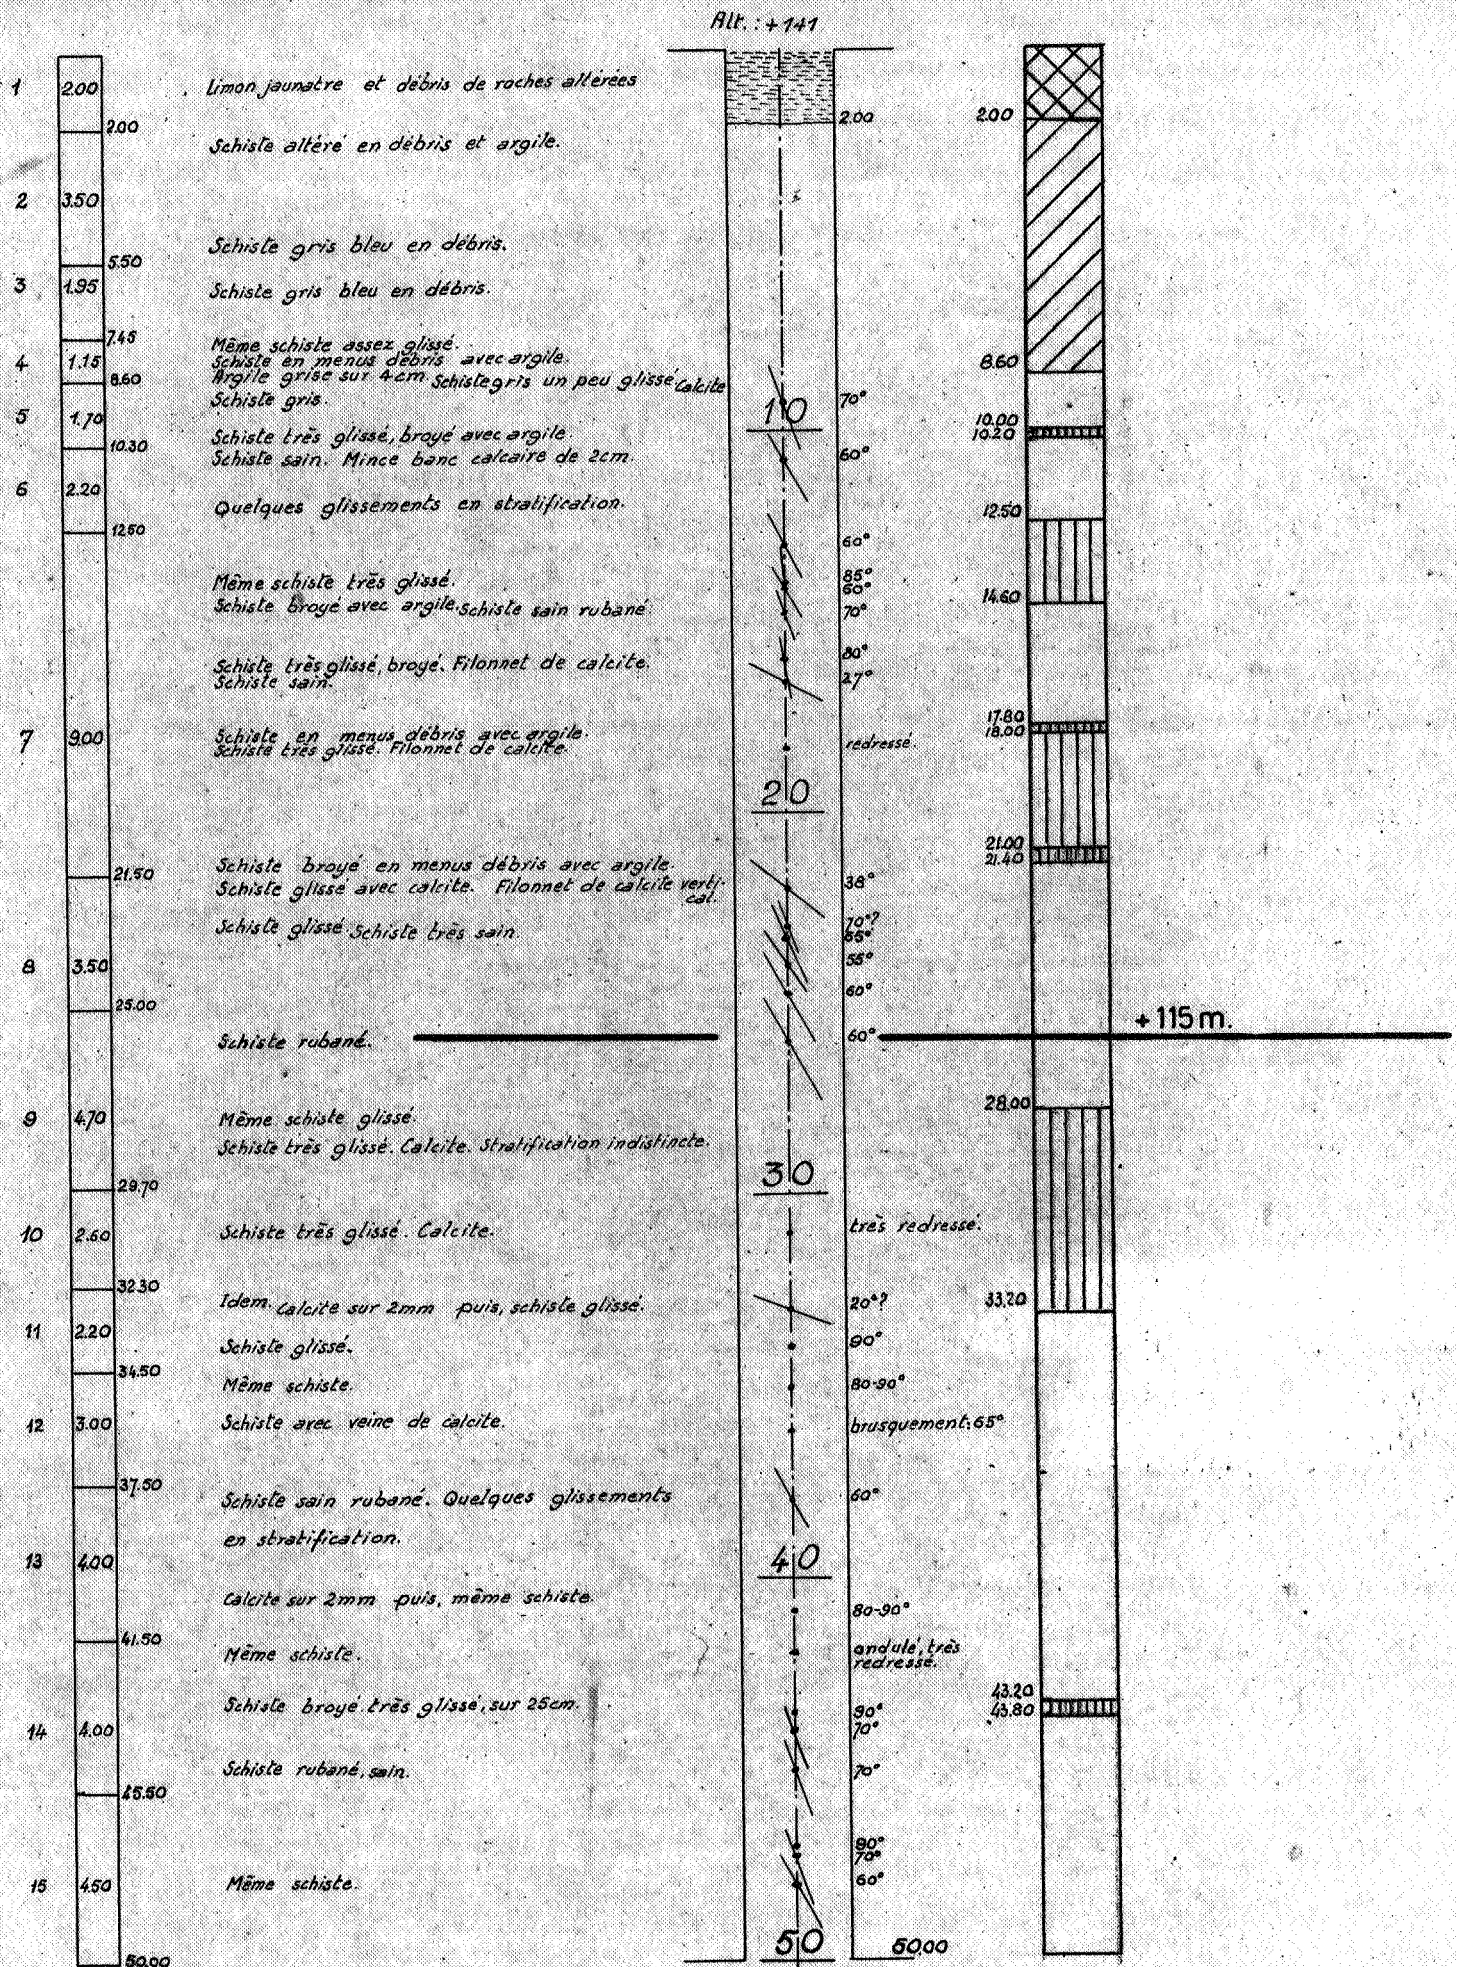 Alt.: +141
1 2.00 Limon jaunatre et débris de roches altérées
2.00 2.00 2.00
Schiste altéré en débris et argile.
2 3.50
Schiste gris bleu en débris.
5.50
3 1.95 Schiste gris bleu en débris.
7.45
Même schiste assez glissé.
4 1.15 Schiste en menus débris avec argile. 8.60
8.60 Argile grise sur 4cm. Schiste gris un peu glissé Calcite
Schiste gris. 70°
5 1.70 10 10.00
Schiste très glissé, broyé avec argile. 10.20
10.30 Schiste sain. Mince banc calcaire de 2cm. 60°
6 2.20
Quelques glissements en stratification. 12.50
12.50 60°
Même schiste très glissé. 85°
60°
Schiste broyé avec argile. Schiste sain rubané. 70° 14.60
80°
Schiste très glissé, broyé. Filonnet de calcite.
Schiste sain. 27°
17.80
7 9.00 Schiste en menus débris avec argile. 18.00
Schiste très glissé. Filonnet de calcite. redressé.
20
21.00
Schiste broyé en menus débris avec argile. 21.40
21.50 Schiste glissé avec calcite. Filonnet de calcite verti- 38°
cal.
Schiste glissé. Schiste très sain. 70°?
55°
8 3.50 55°
60°
25.00
+115 m.
Schiste rubané. 60°
28.00
9 4.70 Même schiste glissé.
Schiste très glissé. Calcite. Stratification indistincte.
30
29.70
10 2.60 Schiste très glissé. Calcite. très redressé.
32.30
Idem. Calcite sur 2mm puis, schiste glissé. 20°? 33.20
11 2.20 Schiste glissé. 90°
34.50
Même schiste. 80-90°
12 3.00 Schiste avec veine de calcite. brusquement: 65°
37.50
Schiste sain rubané. Quelques glissements 60°
en stratification.
13 4.00 40
Calcite sur 2mm puis, même schiste. 80-90°
41.50
Même schiste. ondulé, très
redressé.
43.20
Schiste broyé très glissé, sur 25cm. 90° 43.80
14 4.00 70°
Schiste rubané, sain. 70°
45.50
90°
70°
15 4.50 Même schiste. 60°
50 50,00
50.00